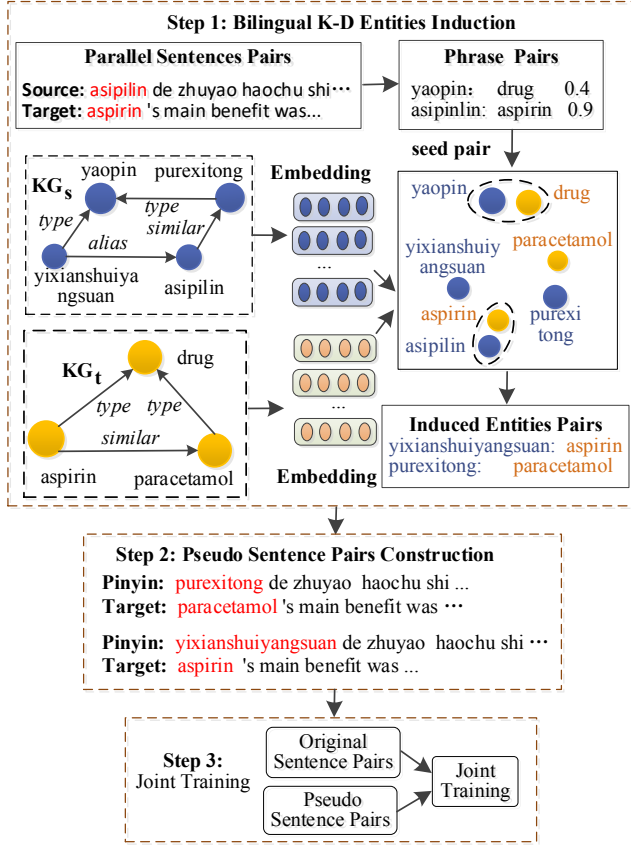 Step 1: Bilingual K-D Entities Induction
Parallel Sentences Pairs
Source: asipilin de zhuyao haochu shi···
Target: aspirin 's main benefit was...
Phrase Pairs
yaopin: drug 0.4
asipinlin: aspirin 0.9
seed pair
KGs
yaopin
purexitong
type
type
similar
alias
yixianshuiya
ngsuan
asipilin
Embedding
...
yaopin
drug
paracetamol
yixianshuiy
angsuan
aspirin
purexi
tong
asipilin
KGt
drug
type
type
similar
aspirin
paracetamol
...
Embedding
Induced Entities Pairs
yixianshuiyangsuan: aspirin
purexitong: paracetamol
Step 2: Pseudo Sentence Pairs Construction
Pinyin: purexitong de zhuyao haochu shi ...
Target: paracetamol 's main benefit was ···
Pinyin: yixianshuiyangsuan de zhuyao haochu shi ···
Target: aspirin 's main benefit was ...
Step 3:
Joint Training
Original
Sentence Pairs
Pseudo
Sentence Pairs
Joint
Training